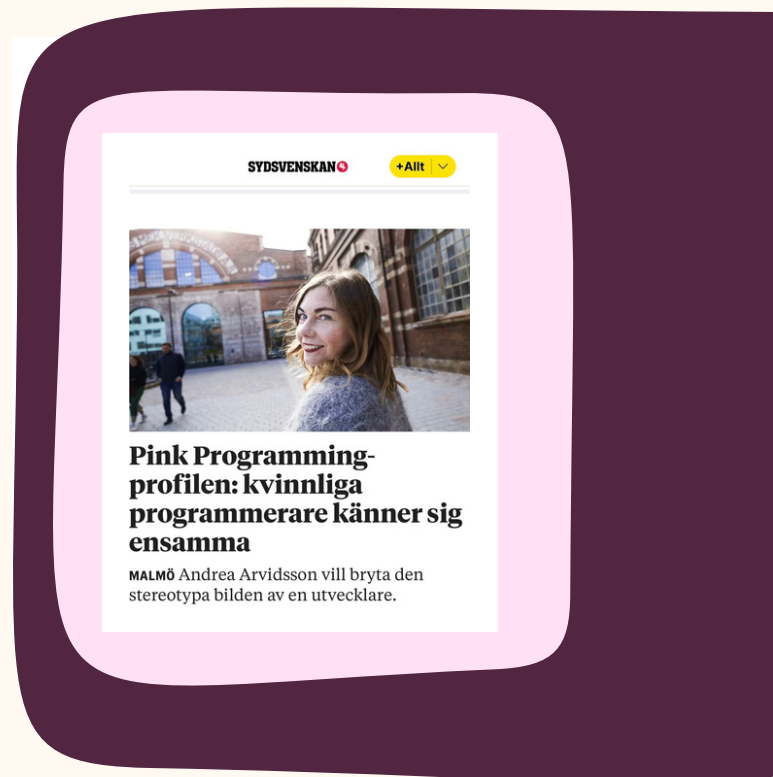 SYDSVENSKAN
+Allt
Pink Programming-
profilen: kvinnliga
programmerare känner sig
ensamma
MALMÖ Andrea Arvidsson vill bryta den
stereotypa bilden av en utvecklare.